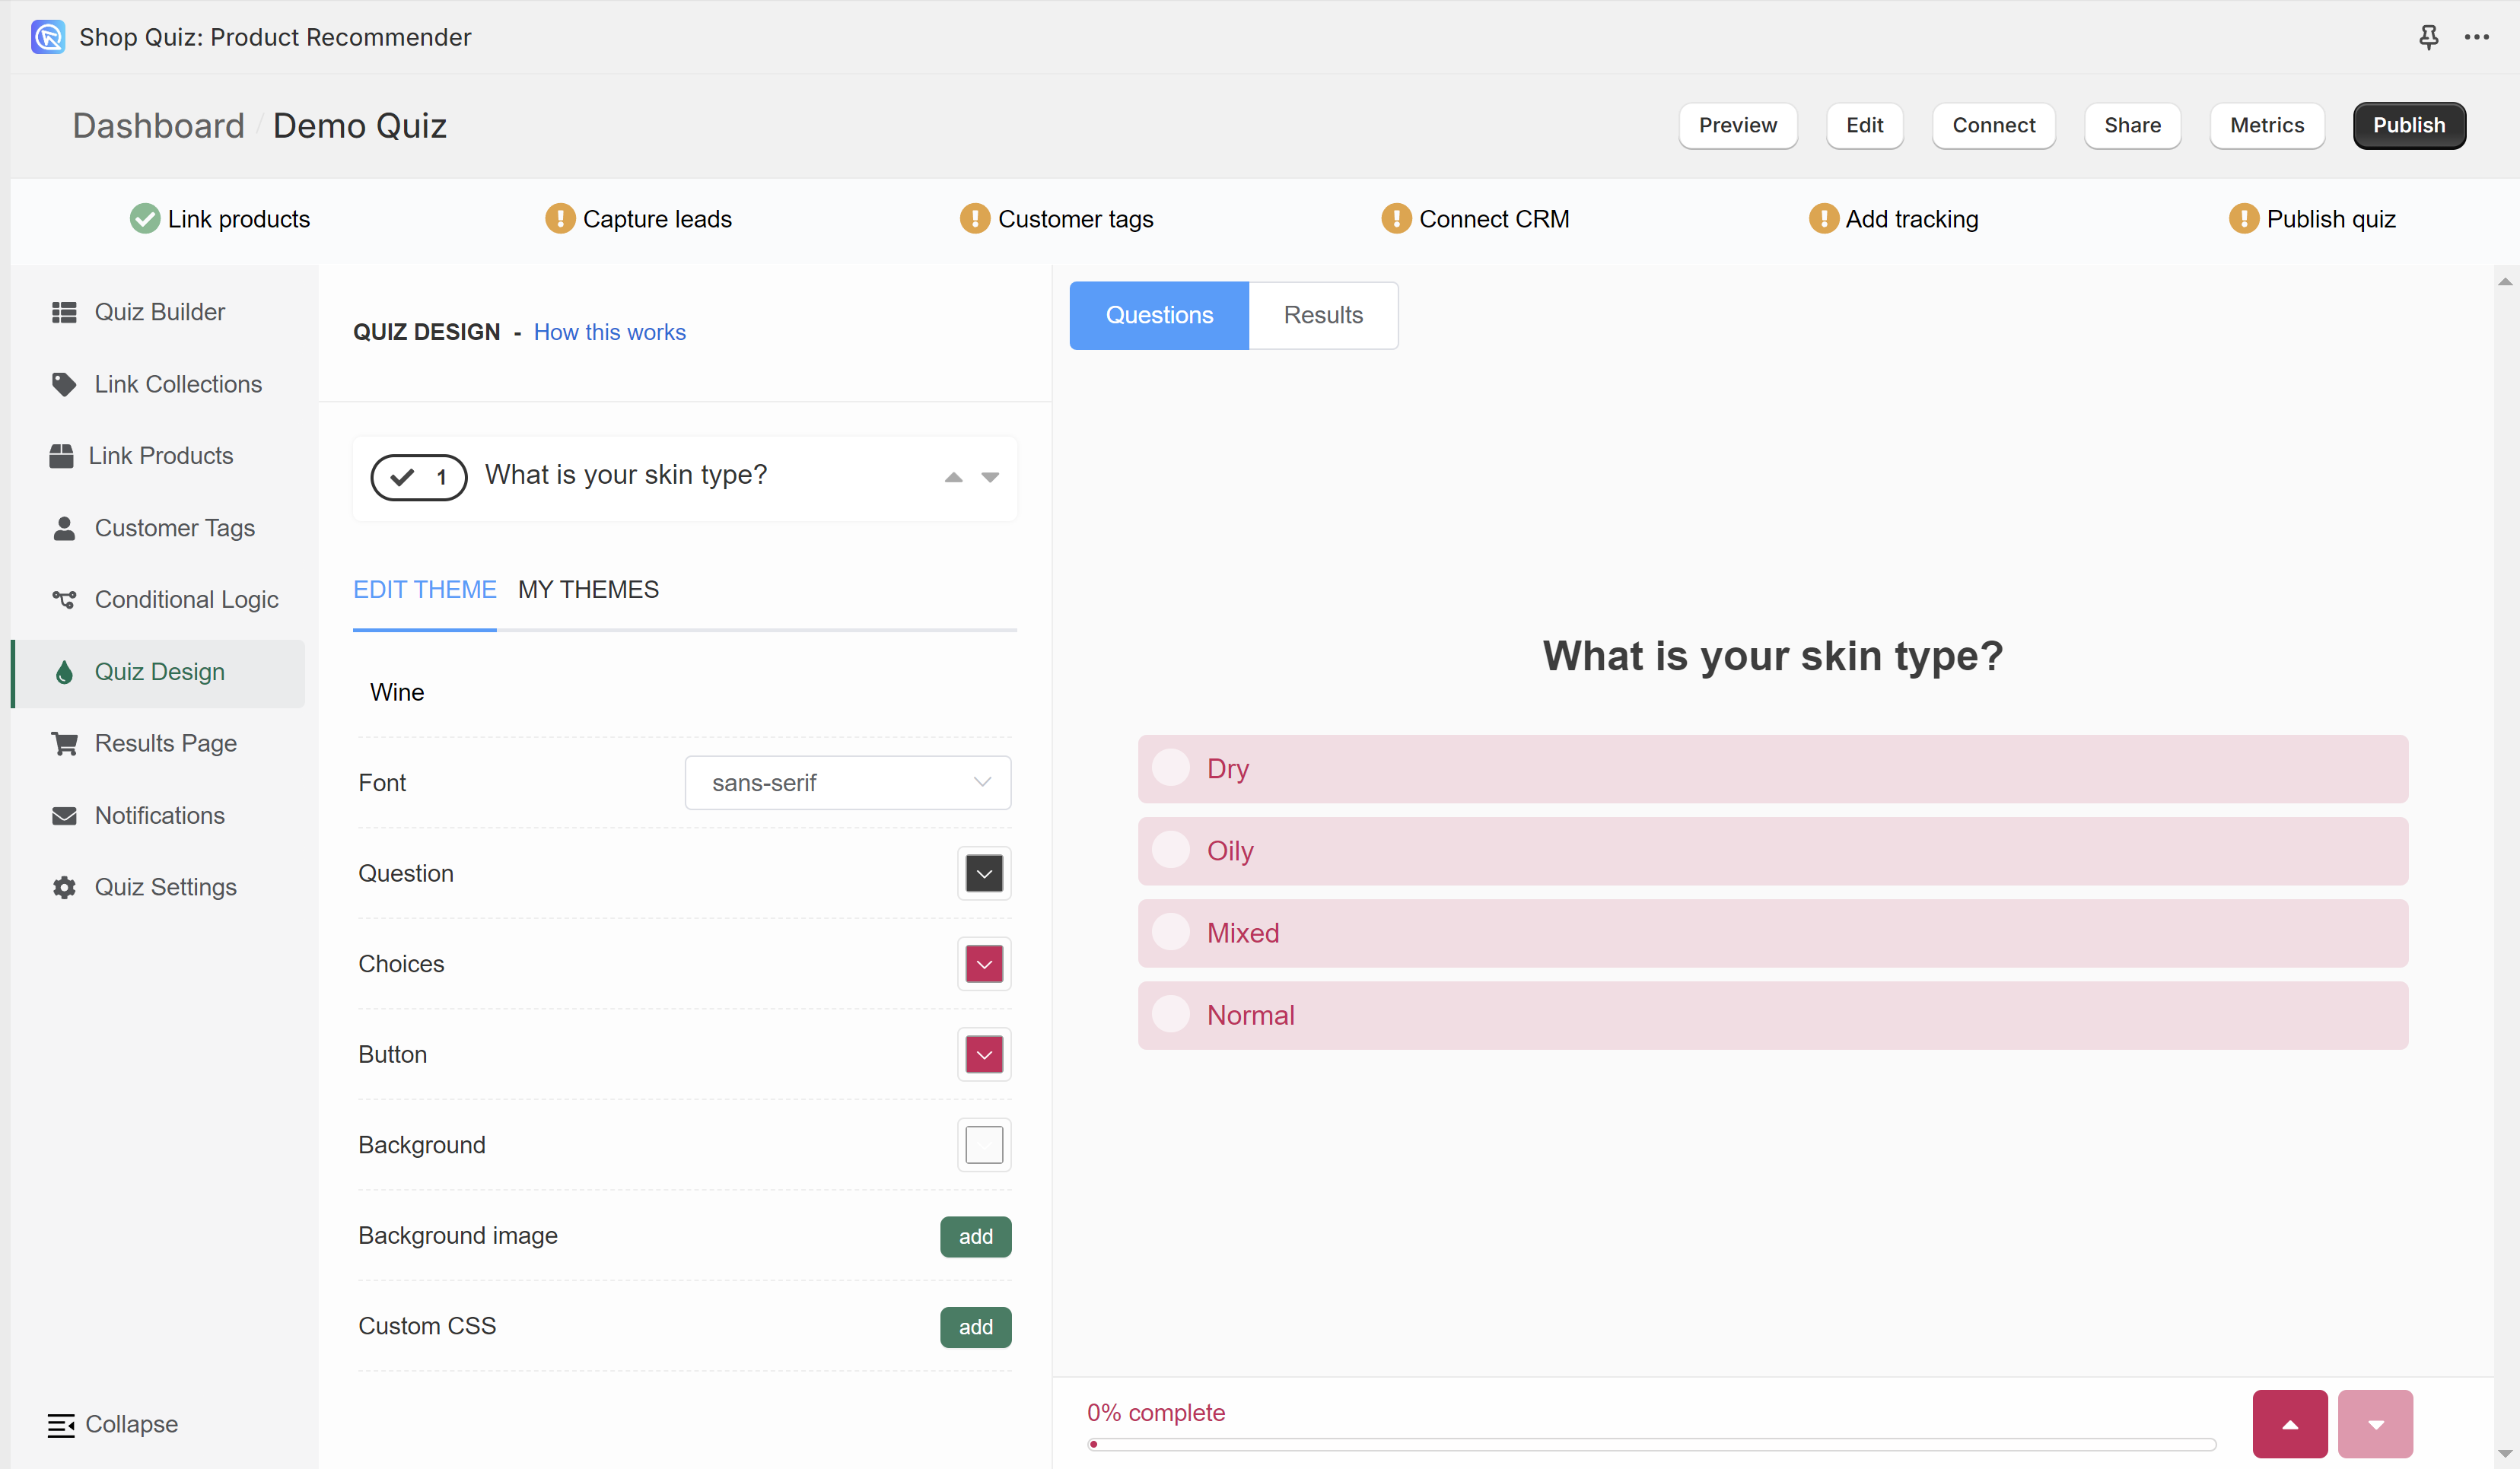 Shop Quiz: Product Recommender
Dashboard / Demo Quiz
Preview
Edit
Connect
Share
Metrics
Publish
Link products
Capture leads
Customer tags
Connect CRM
Add tracking
Publish quiz
Quiz Builder
Link Collections
Link Products
Customer Tags
Conditional Logic
Quiz Design
Results Page
Notifications
Quiz Settings
Collapse
QUIZ DESIGN - How this works
1 What is your skin type?
EDIT THEME MY THEMES
Wine
Font sans-serif
Question
Choices
Button
Background
Background image add
Custom CSS add
Questions Results
What is your skin type?
Dry
Oily
Mixed
Normal
0% complete